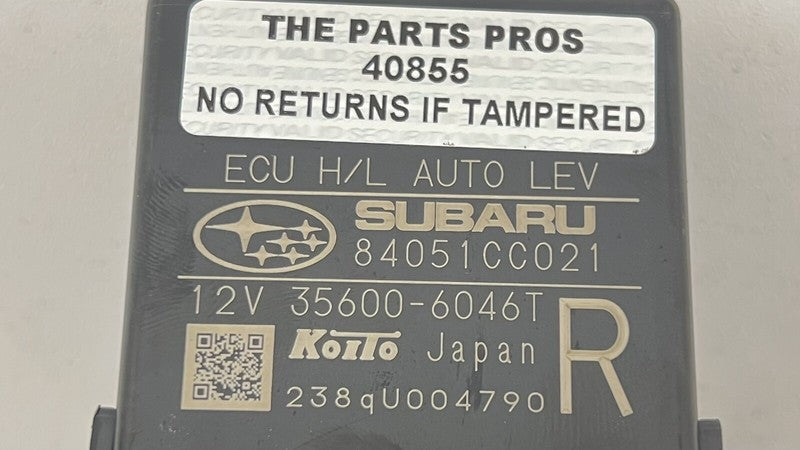 THE PARTS PROS
40855
NO RETURNS IF TAMPERED
ECU H/L AUTO LEV
SUBARU
84051CC021
12V 35600-6046T R
KOITO Japan
238qU004790